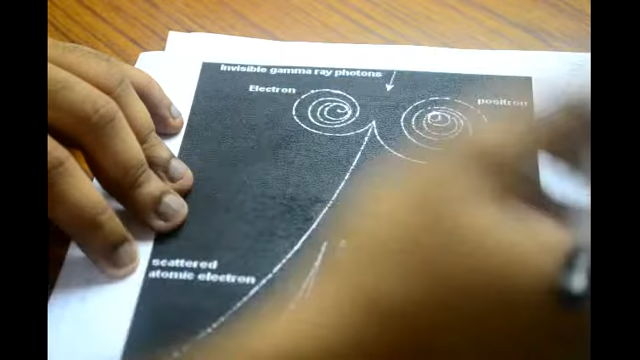 Invisible gamma ray photons
Electron
positron
scattered
atomic electron